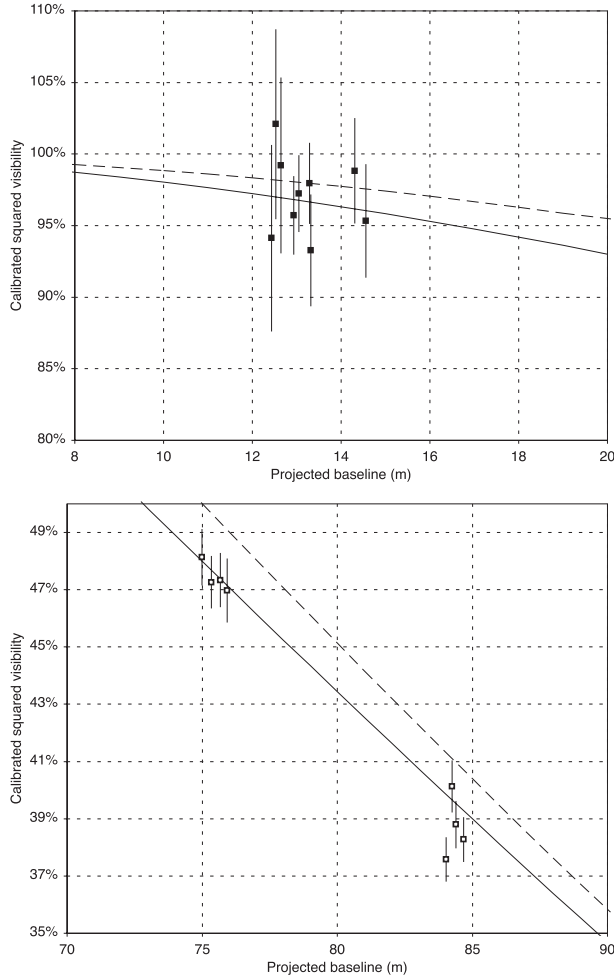 110%
105%
100%
95%
90%
85%
80%
Calibrated squared visibility
8 10 12 14 16 18 20
Projected baseline (m)
49%
47%
45%
43%
41%
39%
37%
35%
Calibrated squared visibility
70 75 80 85 90
Projected baseline (m)